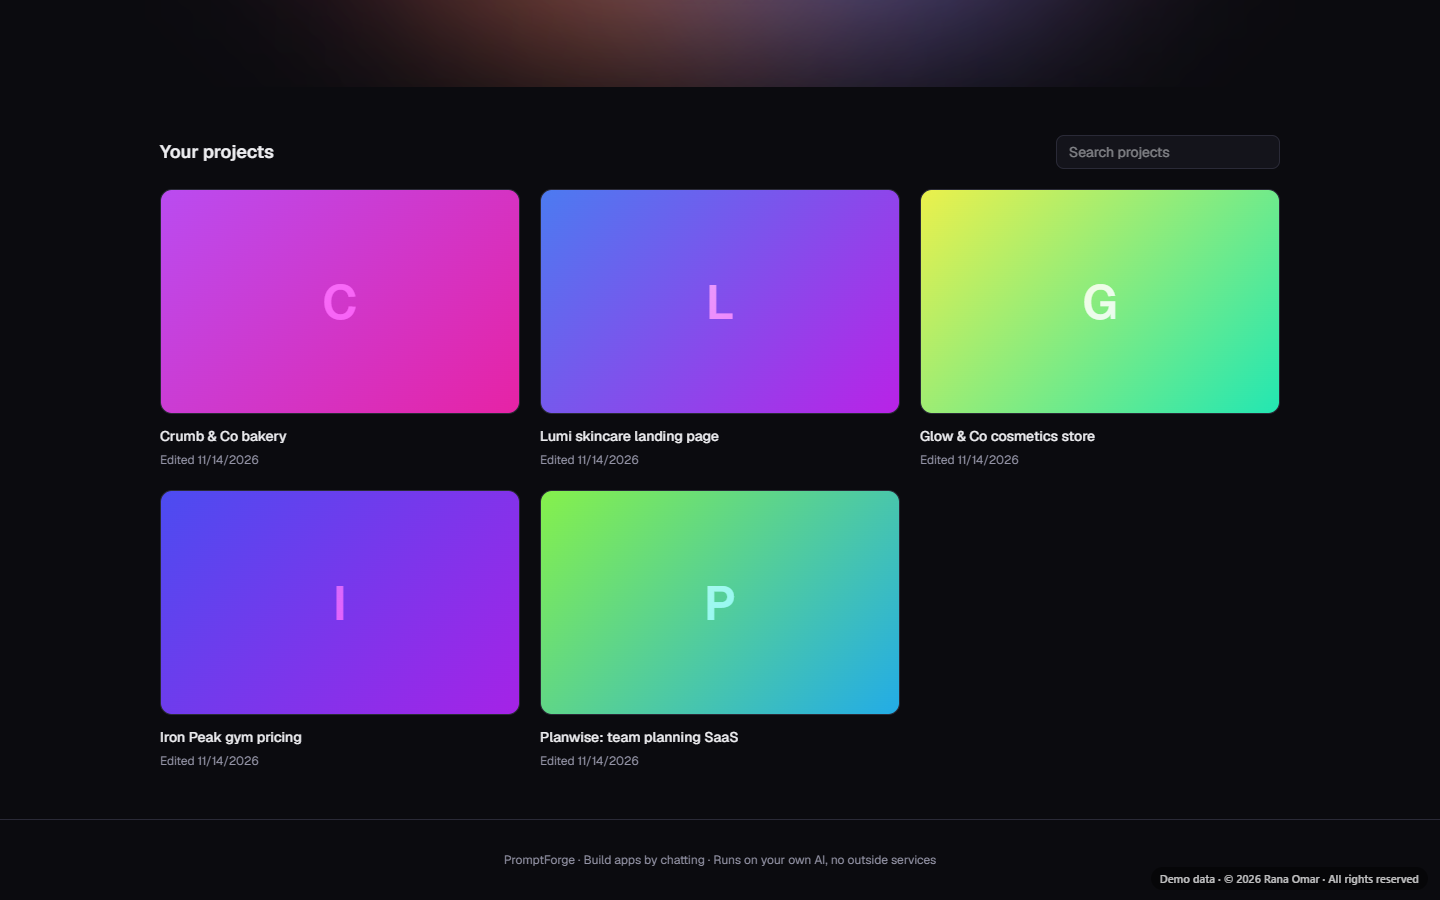 Your projects
Search projects
C
L
G
Crumb & Co bakery
Lumi skincare landing page
Glow & Co cosmetics store
Edited 11/14/2026
Edited 11/14/2026
Edited 11/14/2026
I
P
Iron Peak gym pricing
Planwise: team planning SaaS
Edited 11/14/2026
Edited 11/14/2026
PromptForge · Build apps by chatting · Runs on your own AI, no outside services
Demo data · © 2026 Rana Omar · All rights reserved